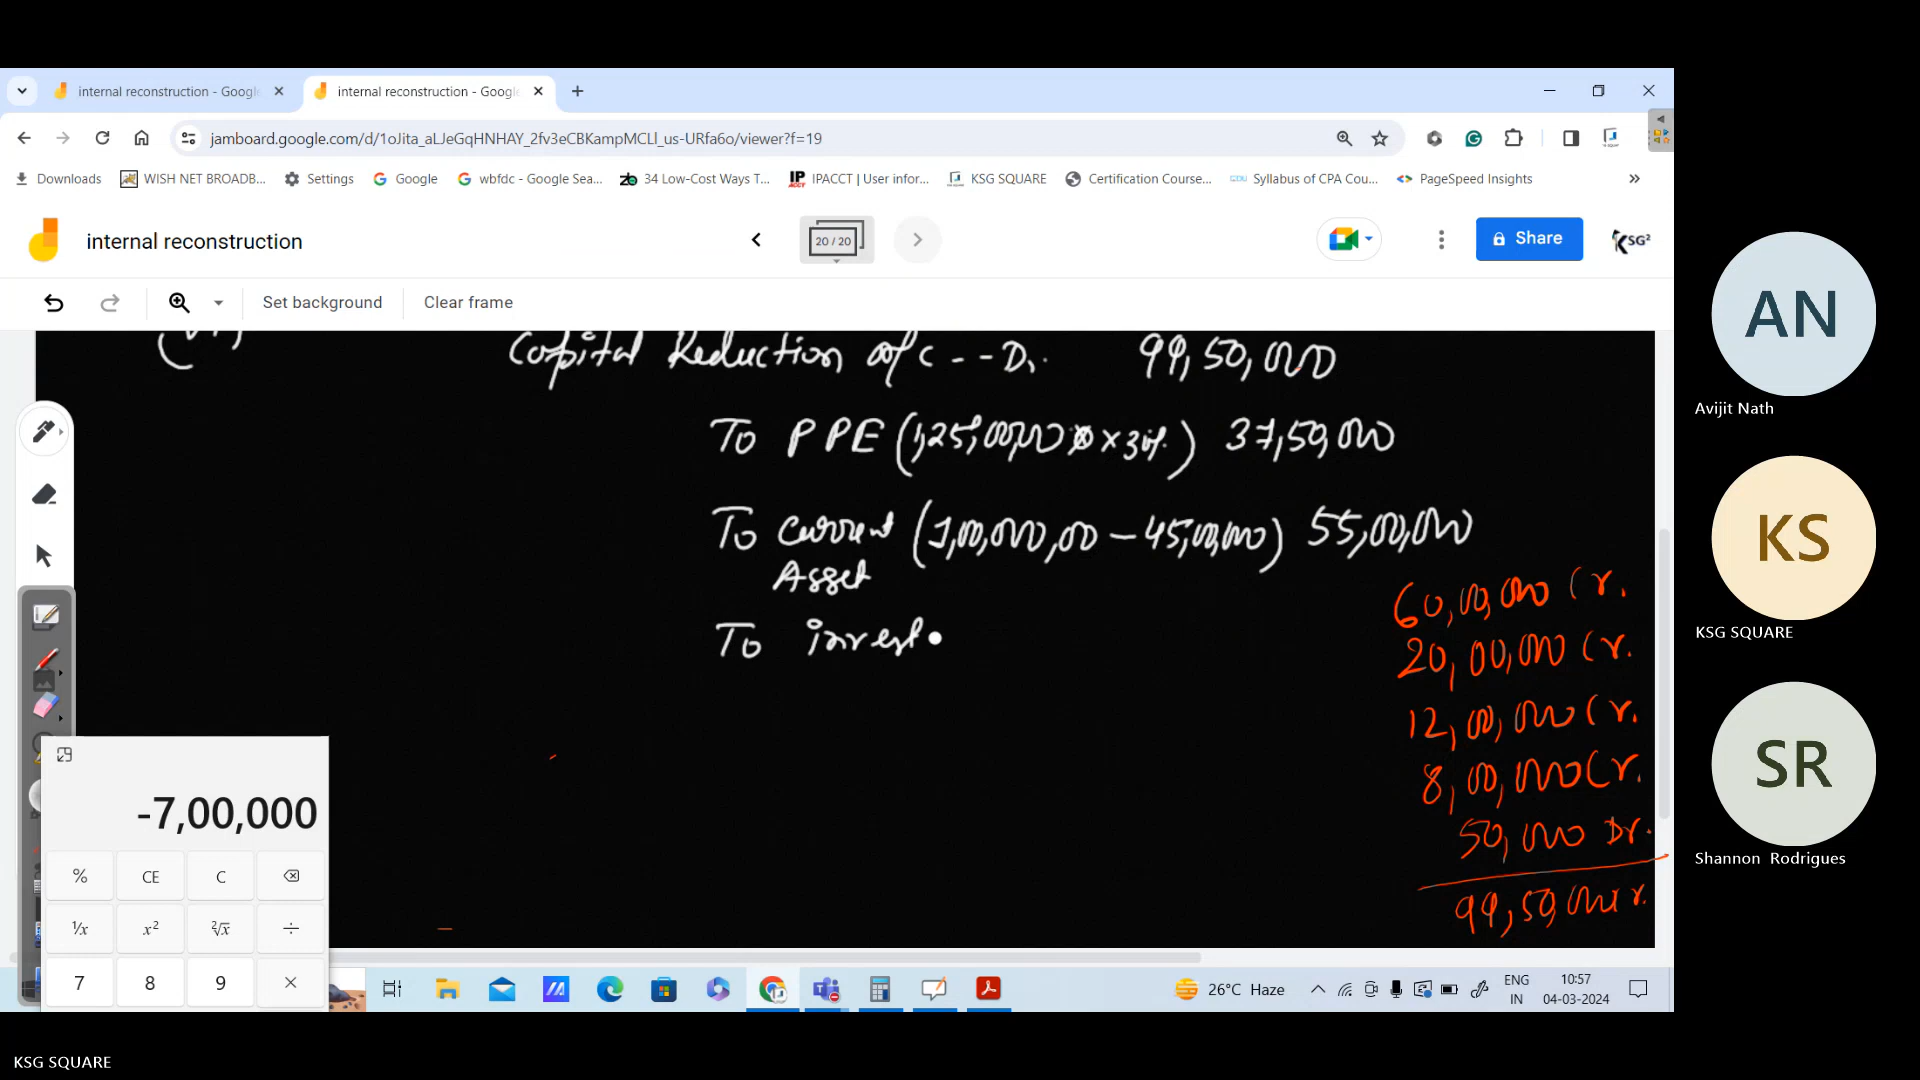 internal reconstruction - Googl
internal reconstruction - Google
jamboard.google.com/d/1oJita_aLJeGqHNHAY_2fv3eCBKampMCLl_us-URfa6o/viewer?f=19
Downloads
WISH NET BROADB...
Settings
Google
wbfdc - Google Sea...
34 Low-Cost Ways T...
IPACCT | User infor...
KSG SQUARE
Certification Course...
Syllabus of CPA Cou...
PageSpeed Insights
internal reconstruction
20 / 20
Share
KSG²
Set background
Clear frame
Capital Reduction a/c - - Dr. 99,50,000
To PPE (1,25,00,000 × 30%) 37,50,000
To Current (1,00,000,00 – 45,00,000) 55,00,000
Asset
To invest
60,00,000 Cr.
20,00,000 Cr.
12,00,000 Cr.
8,00,000 Cr.
50,000 Dr.
99,50,000 Cr.
-7,00,000
% CE C
¹/x x² ²√x ÷
7 8 9 ×
26°C Haze
ENG
IN
10:57
04-03-2024
AN
Avijit Nath
KS
KSG SQUARE
SR
Shannon Rodrigues
KSG SQUARE